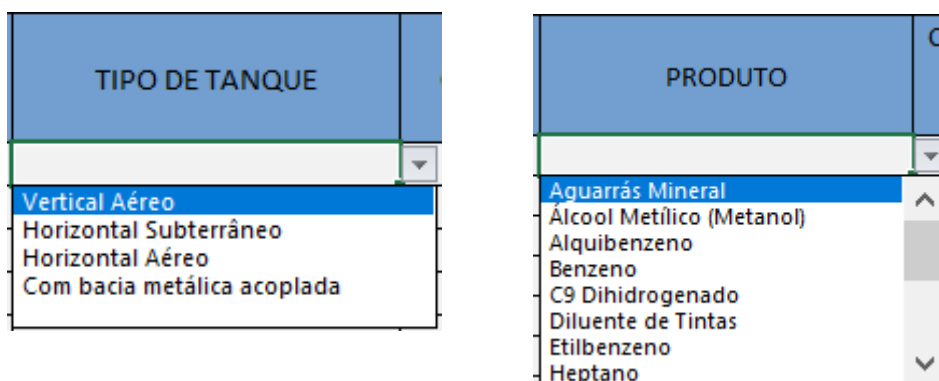 TIPO DE TANQUE
Vertical Aéreo
Horizontal Subterrâneo
Horizontal Aéreo
Com bacia metálica acoplada
PRODUTO
Aguarrás Mineral
Álcool Metílico (Metanol)
Alquibenzeno
Benzeno
C9 Dihidrogenado
Diluente de Tintas
Etilbenzeno
Heptano